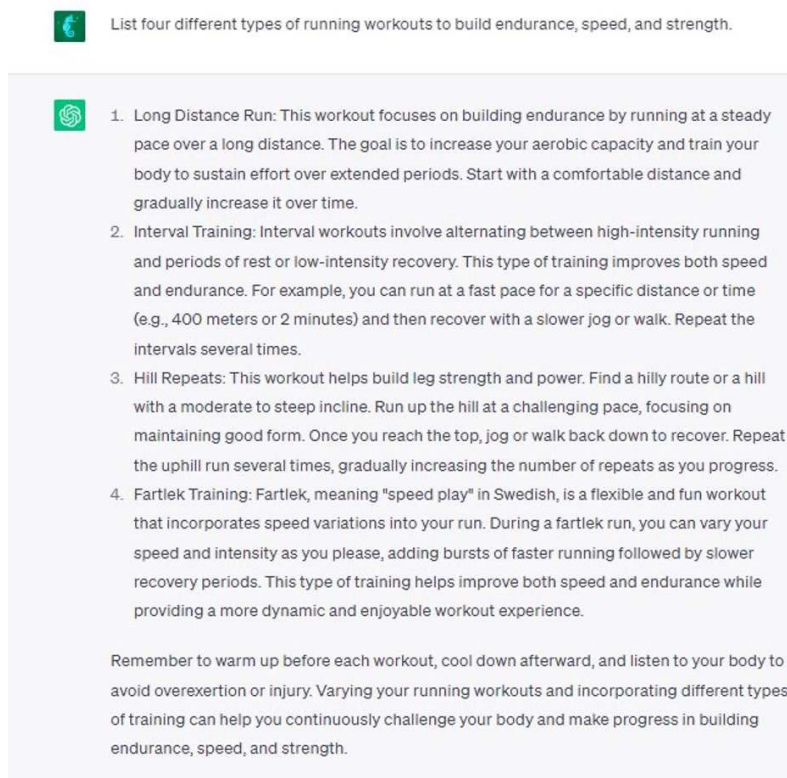 List four different types of running workouts to build endurance, speed, and strength.
1. Long Distance Run: This workout focuses on building endurance by running at a steady
pace over a long distance. The goal is to increase your aerobic capacity and train your
body to sustain effort over extended periods. Start with a comfortable distance and
gradually increase it over time.
2. Interval Training: Interval workouts involve alternating between high-intensity running
and periods of rest or low-intensity recovery. This type of training improves both speed
and endurance. For example, you can run at a fast pace for a specific distance or time
(e.g., 400 meters or 2 minutes) and then recover with a slower jog or walk. Repeat the
intervals several times.
3. Hill Repeats: This workout helps build leg strength and power. Find a hilly route or a hill
with a moderate to steep incline. Run up the hill at a challenging pace, focusing on
maintaining good form. Once you reach the top, jog or walk back down to recover. Repeat
the uphill run several times, gradually increasing the number of repeats as you progress.
4. Fartlek Training: Fartlek, meaning "speed play" in Swedish, is a flexible and fun workout
that incorporates speed variations into your run. During a fartlek run, you can vary your
speed and intensity as you please, adding bursts of faster running followed by slower
recovery periods. This type of training helps improve both speed and endurance while
providing a more dynamic and enjoyable workout experience.
Remember to warm up before each workout, cool down afterward, and listen to your body to
avoid overexertion or injury. Varying your running workouts and incorporating different types
of training can help you continuously challenge your body and make progress in building
endurance, speed, and strength.